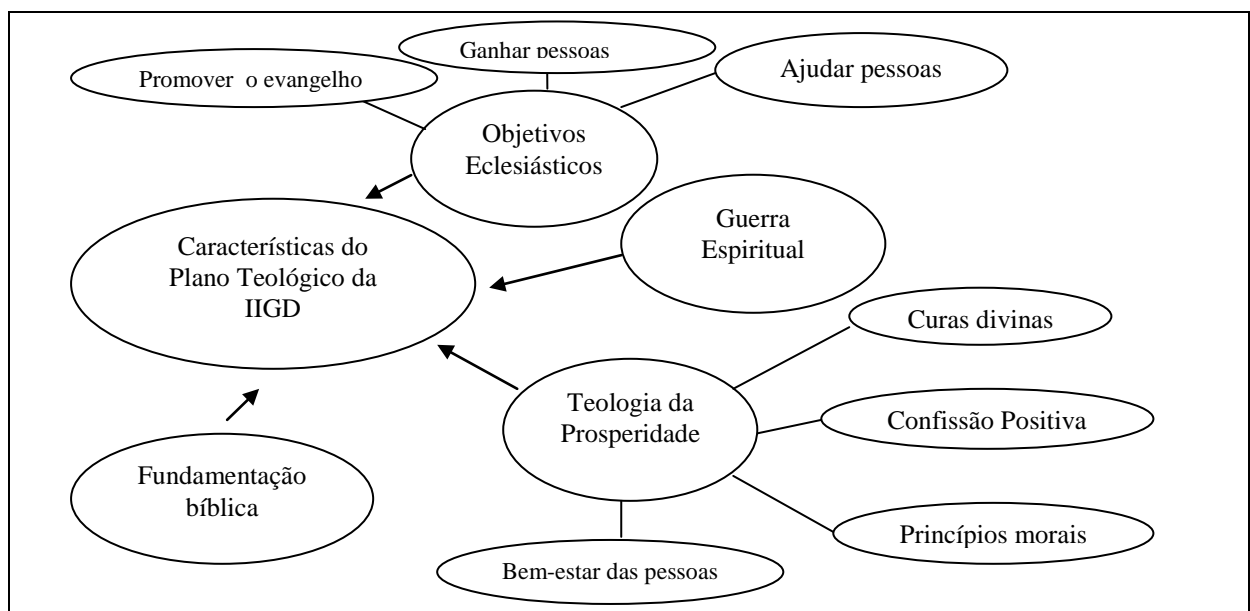 Ganhar pessoas
Promover o evangelho
Ajudar pessoas
Objetivos
Eclesiásticos
Guerra
Espiritual
Características do
Plano Teológico da
IIGD
Curas divinas
Teologia da
Prosperidade
Confissão Positiva
Fundamentação
bíblica
Princípios morais
Bem-estar das pessoas